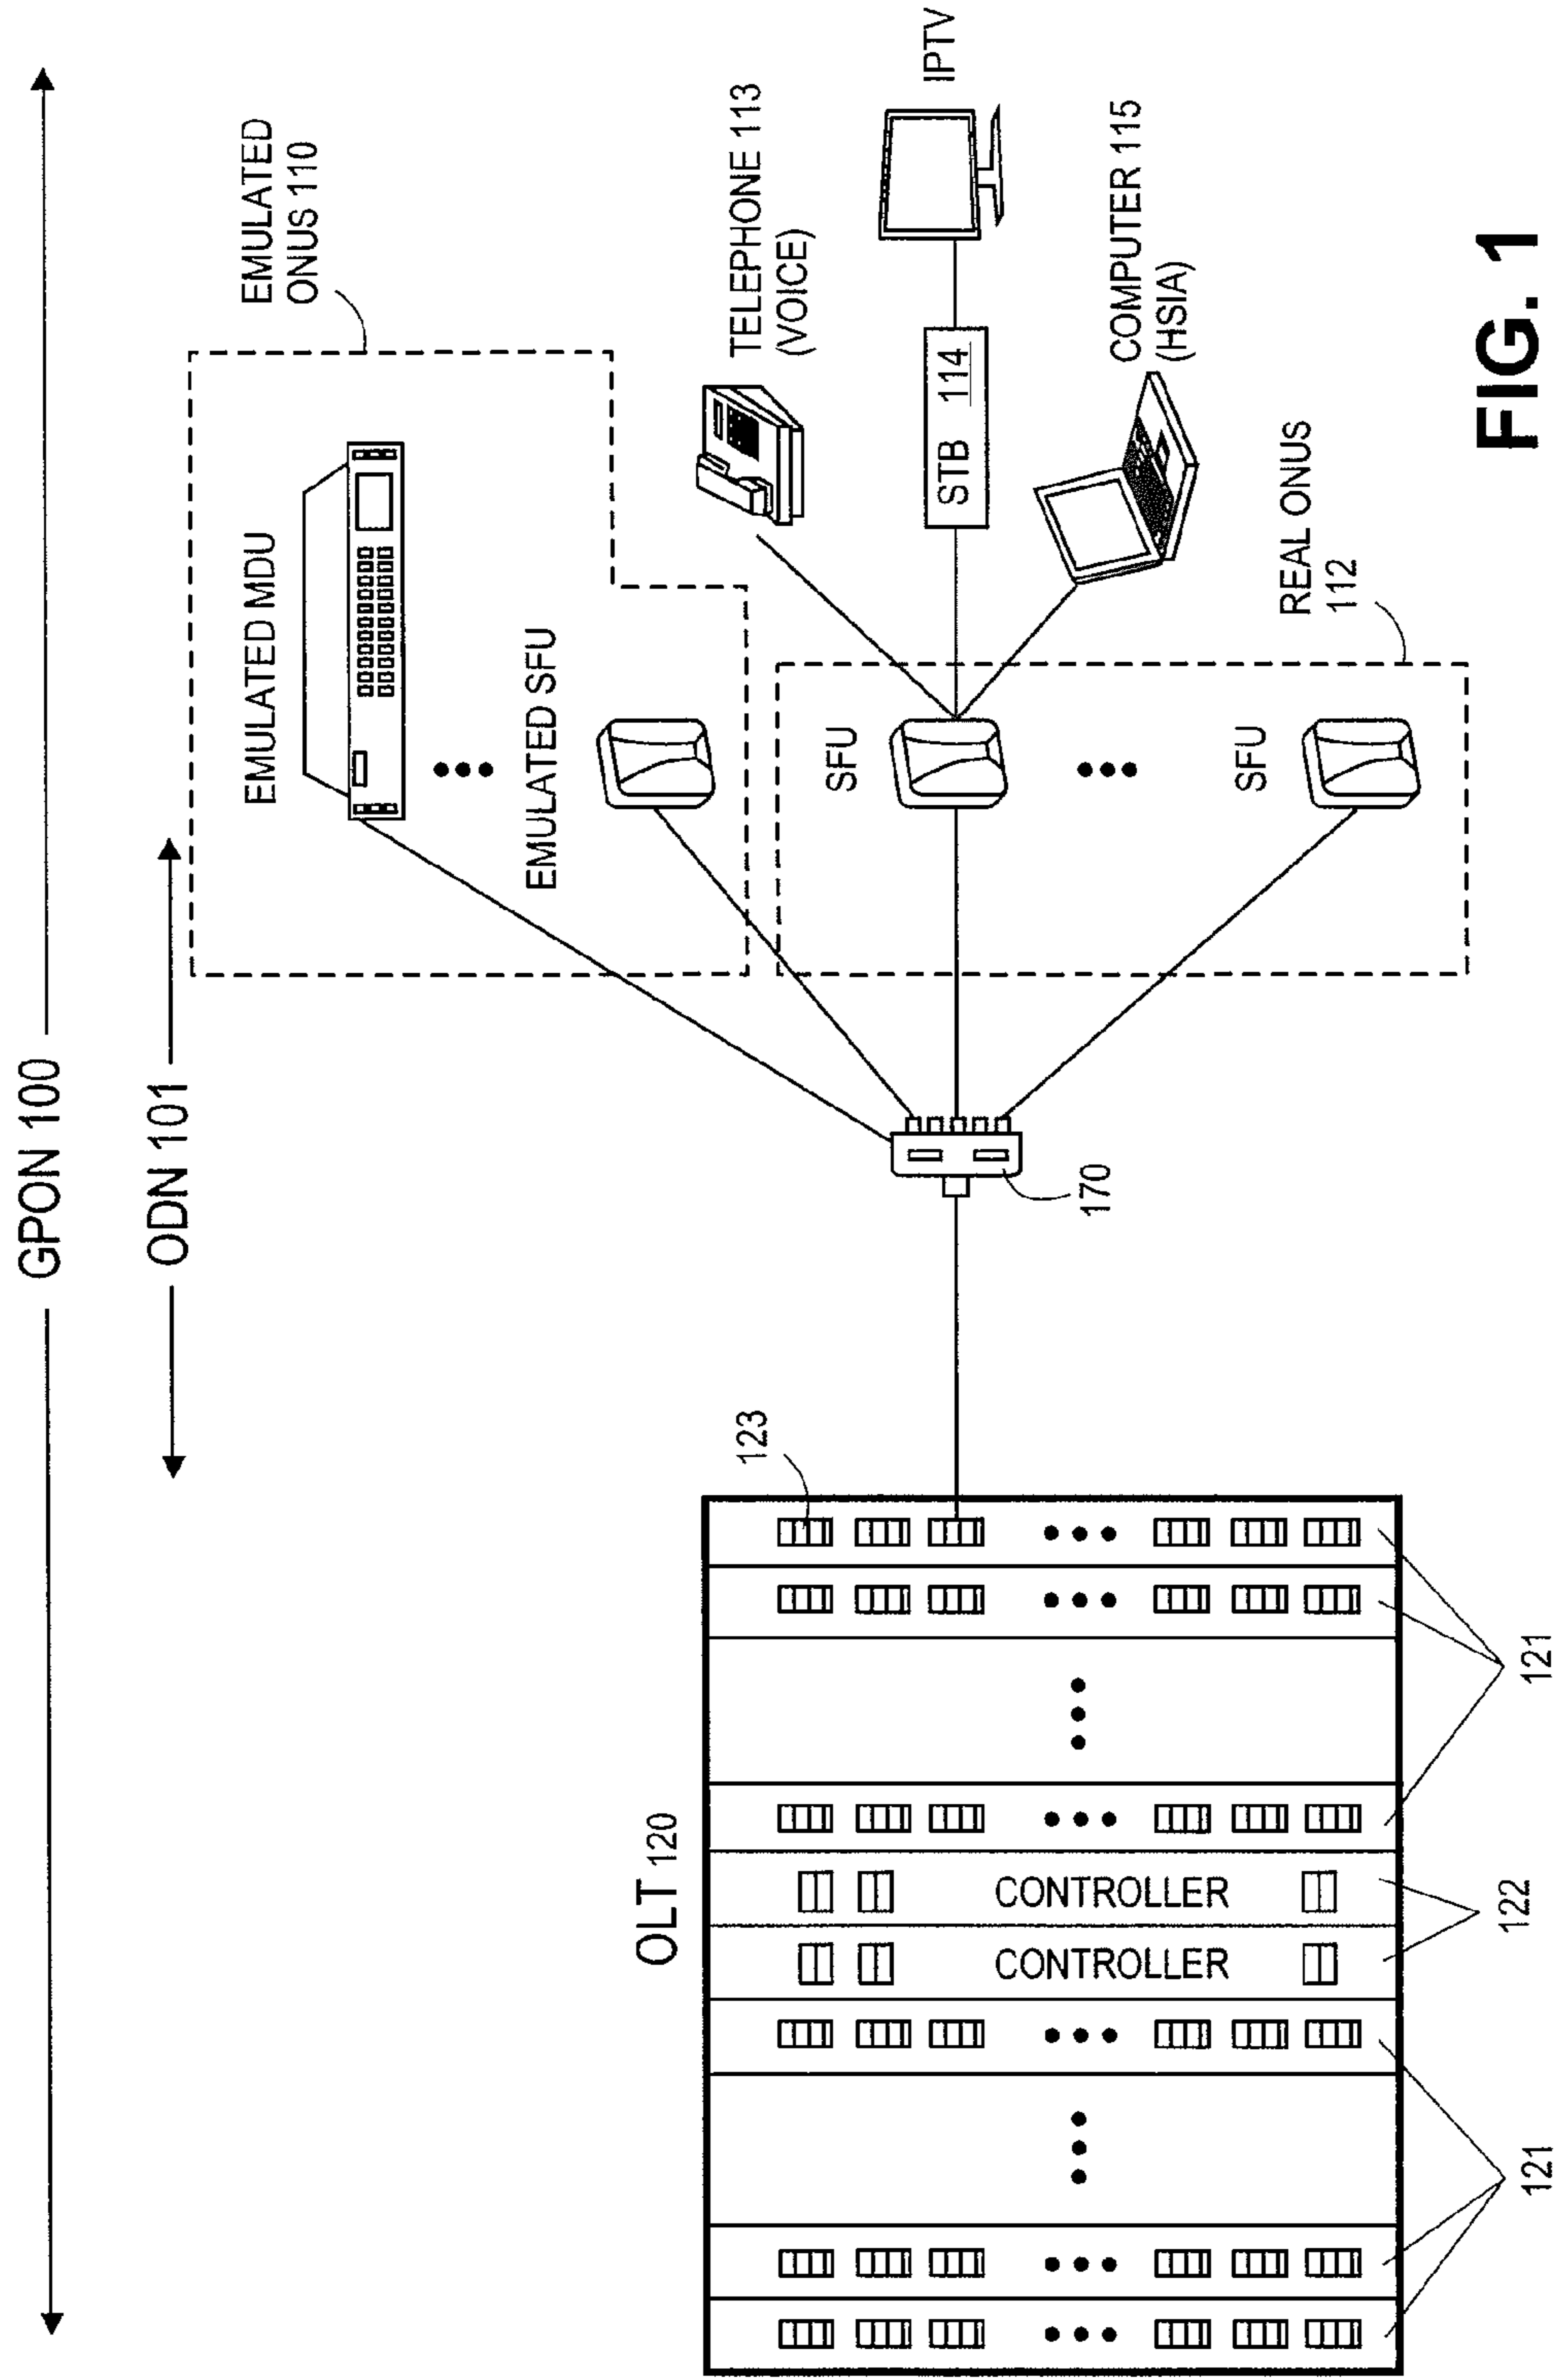 GPON 100
ODN 101
EMULATED
ONUS 110
EMULATED MDU
EMULATED SFU
TELEPHONE 113
(VOICE)
IPTV
STB 114
COMPUTER 115
(HSIA)
SFU
SFU
REAL ONUS
112
170
123
OLT 120
CONTROLLER
CONTROLLER
121
122
121
FIG. 1